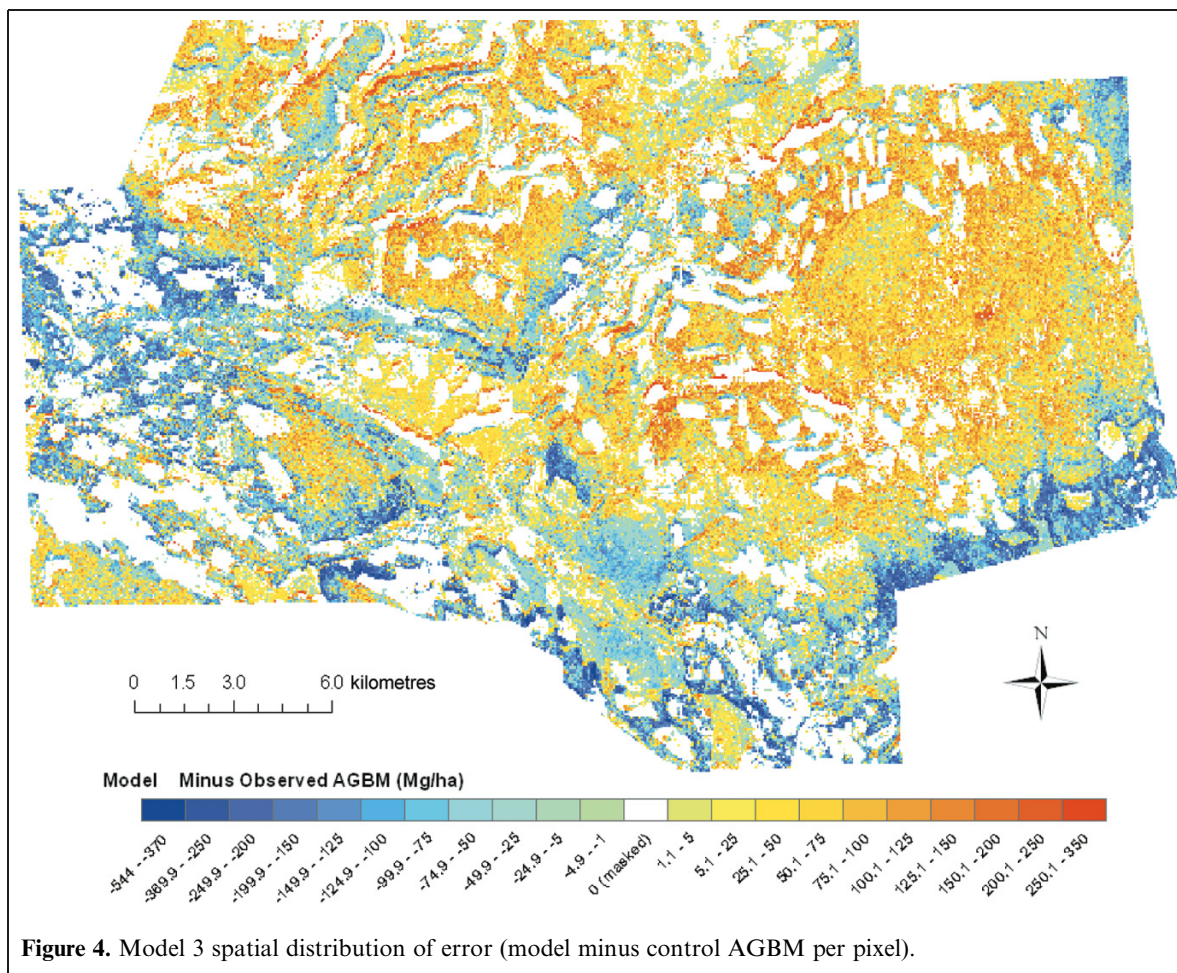 N
0 1.5 3.0 6.0 kilometres
Model Minus Observed AGBM (Mg/ha)
-544 - -370
-369.9 - -250
-249.9 - -200
-199.9 - -150
-149.9 - -125
-124.9 - -100
-99.9 - -75
-74.9 - -50
-49.9 - -25
-24.9 - -5
-4.9 - -1
0 (masked)
1.1 - 5
5.1 - 25
25.1 - 50
50.1 - 75
75.1 - 100
100.1 - 125
125.1 - 150
150.1 - 200
200.1 - 250
250.1 - 350
Figure 4. Model 3 spatial distribution of error (model minus control AGBM per pixel).